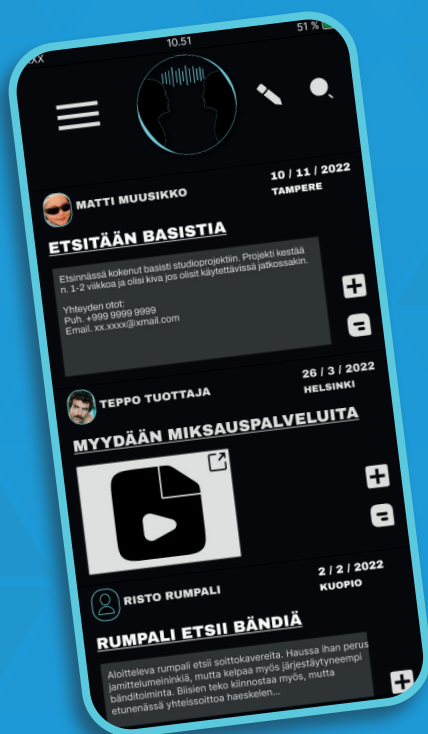 XX
10.51
51 %
MATTI MUUSIKKO
10 / 11 / 2022
TAMPERE
ETSITÄÄN BASISTIA
Etsinnässä kokenut basisti studioprojektiin. Projekti kestää
n. 1-2 viikkoa ja olisi kiva jos olisit käytettävissä jatkossakin.
Yhteyden otot:
Puh. +999 9999 9999
Email. xx.xxxx@xmail.com
TEPPO TUOTTAJA
26 / 3 / 2022
HELSINKI
MYYDÄÄN MIKSAUSPALVELUITA
RISTO RUMPALI
2 / 2 / 2022
KUOPIO
RUMPALI ETSII BÄNDIÄ
Aloitteleva rumpali etsii soittokavereita. Haussa ihan perus
jamittelumeininkiä, mutta kelpaa myös järjestäytyneempi
bänditoiminta. Biisien teko kiinnostaa myös, mutta
etunenässä yhteissoittoa haeskelen...